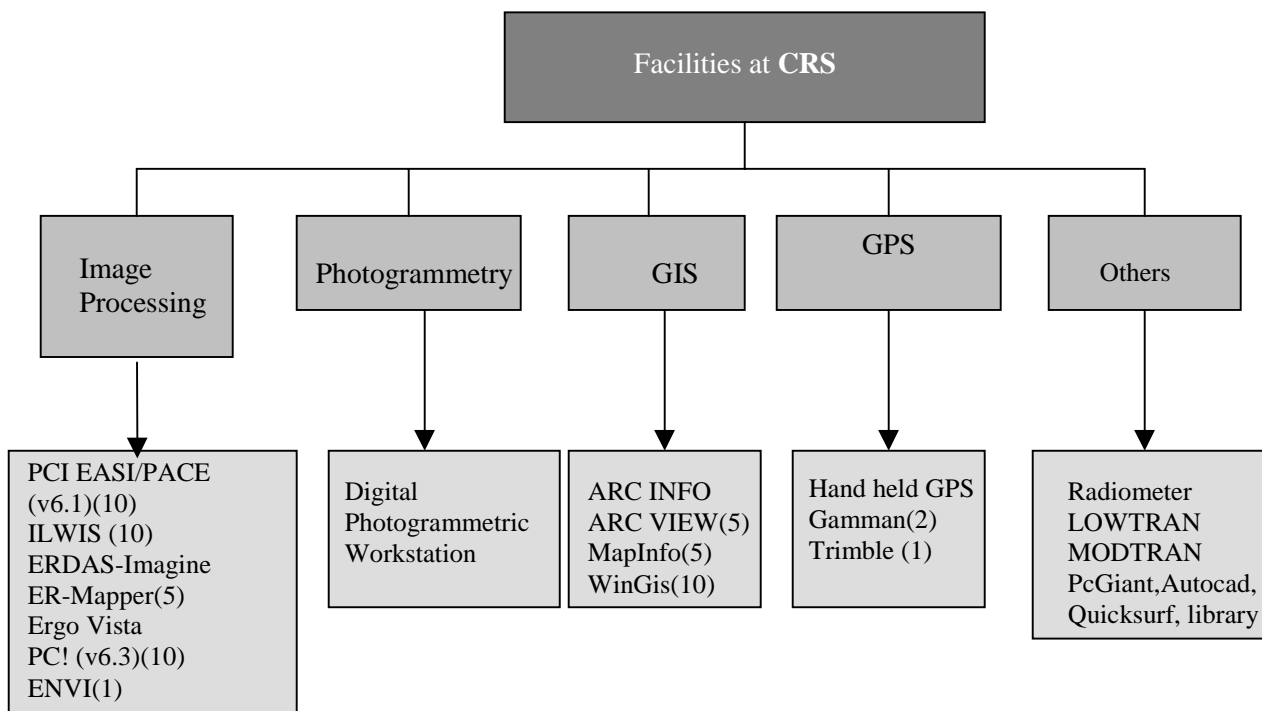 Facilities at CRS
Image
Processing
Photogrammetry
GIS
GPS
Others
PCI EASI/PACE
(v6.1)(10)
ILWIS (10)
ERDAS-Imagine
ER-Mapper(5)
Ergo Vista
PC! (v6.3)(10)
ENVI(1)
Digital
Photogrammetric
Workstation
ARC INFO
ARC VIEW(5)
MapInfo(5)
WinGis(10)
Hand held GPS
Gamman(2)
Trimble (1)
Radiometer
LOWTRAN
MODTRAN
PcGiant,Autocad,
Quicksurf, library